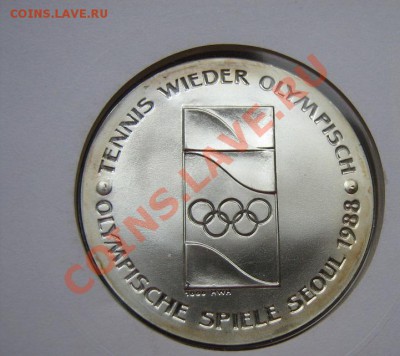 COINS.LAVE.RU
TENNIS WIEDER OLYMPISCH
OLYMPISCHE SPIELE SEOUL 1988
COINS.LAVE.RU